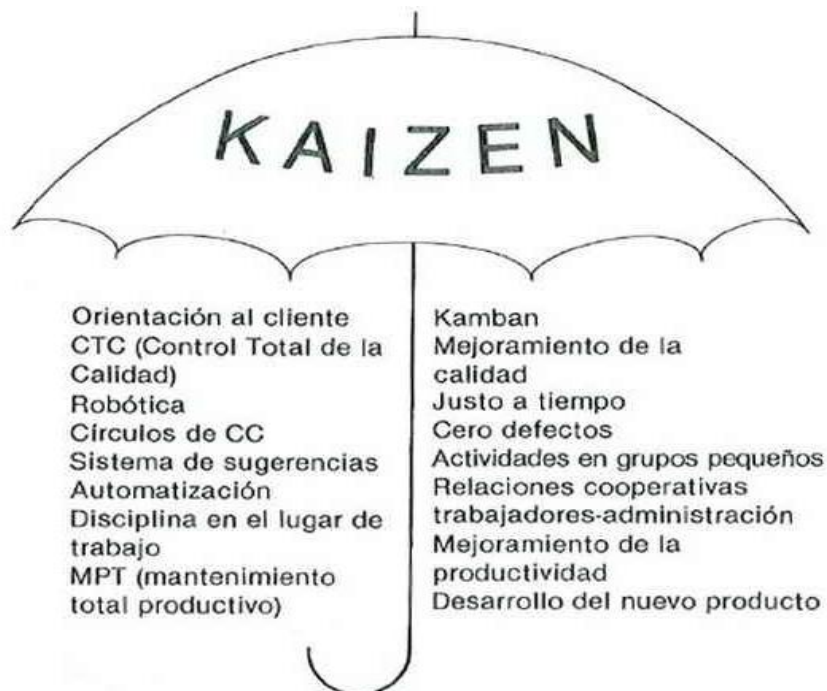 KAIZEN
Orientación al cliente
CTC (Control Total de la
Calidad)
Robótica
Círculos de CC
Sistema de sugerencias
Automatización
Disciplina en el lugar de
trabajo
MPT (mantenimiento
total productivo)
Kamban
Mejoramiento de la
calidad
Justo a tiempo
Cero defectos
Actividades en grupos pequeños
Relaciones cooperativas
trabajadores-administración
Mejoramiento de la
productividad
Desarrollo del nuevo producto